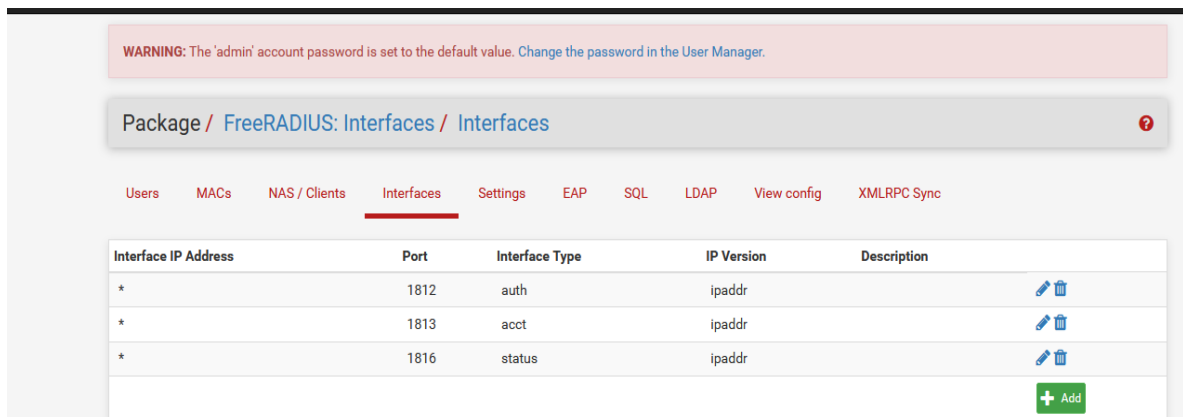 WARNING: The 'admin' account password is set to the default value. Change the password in the User Manager.
Package / FreeRADIUS: Interfaces / Interfaces
Users MACs NAS / Clients Interfaces Settings EAP SQL LDAP View config XMLRPC Sync
Interface IP Address Port Interface Type IP Version Description
* 1812 auth ipaddr
* 1813 acct ipaddr
* 1816 status ipaddr
Add